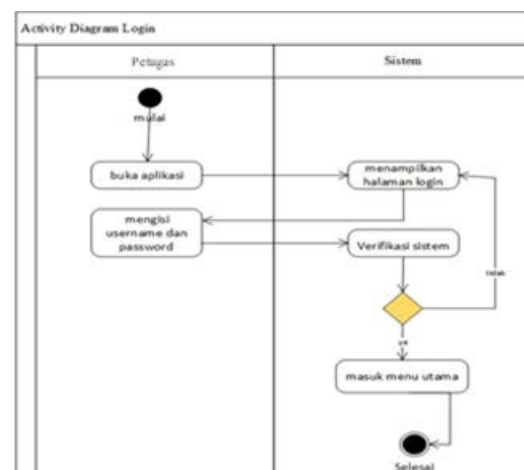 Activity Diagram Login
Petugas
Sistem
mulai
buka aplikasi
menampilkan
halaman login
mengisi
username dan
password
Verifikasi sistem
ya
masuk menu utama
Selesai